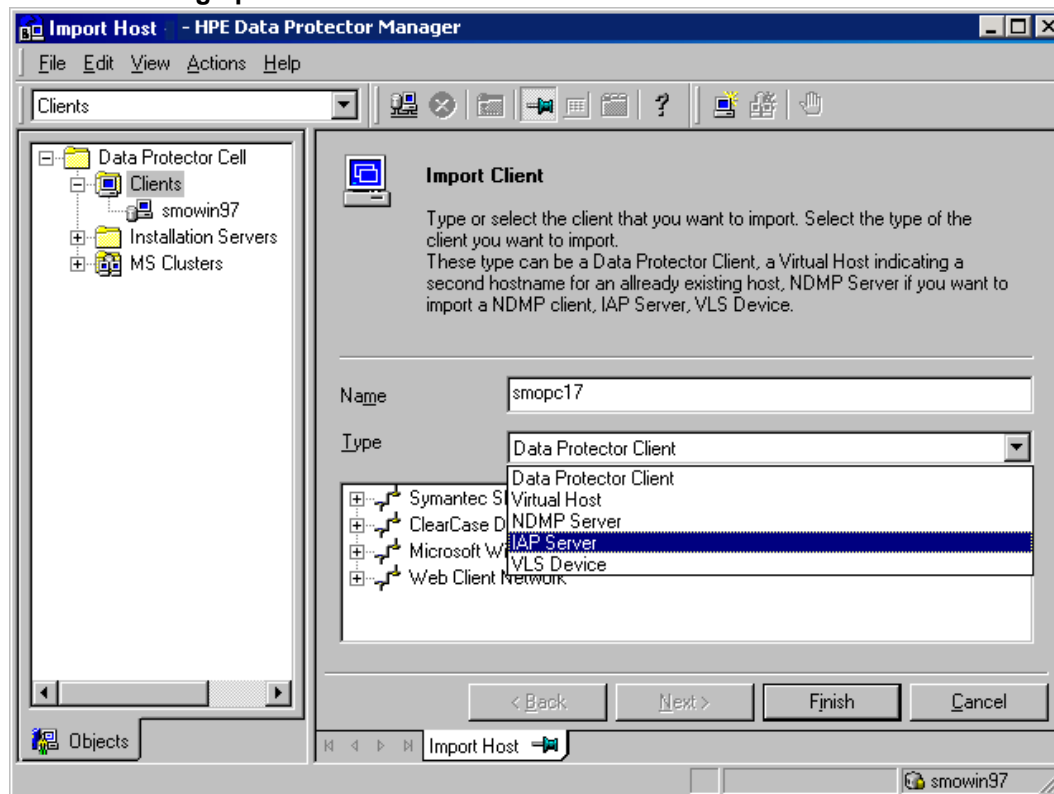 Import Host - HPE Data Protector Manager
File Edit View Actions Help
Clients
Data Protector Cell
Clients
smowin97
Installation Servers
MS Clusters
Import Client
Type or select the client that you want to import. Select the type of the
client you want to import.
These type can be a Data Protector Client, a Virtual Host indicating a
second hostname for an allready existing host, NDMP Server if you want to
import a NDMP client, IAP Server, VLS Device.
Name smopc17
Type Data Protector Client
Data Protector Client
Virtual Host
NDMP Server
IAP Server
VLS Device
Symantec
ClearCase
Microsoft
Web Client Network
< Back Next > Finish Cancel
Objects
Import Host
smowin97